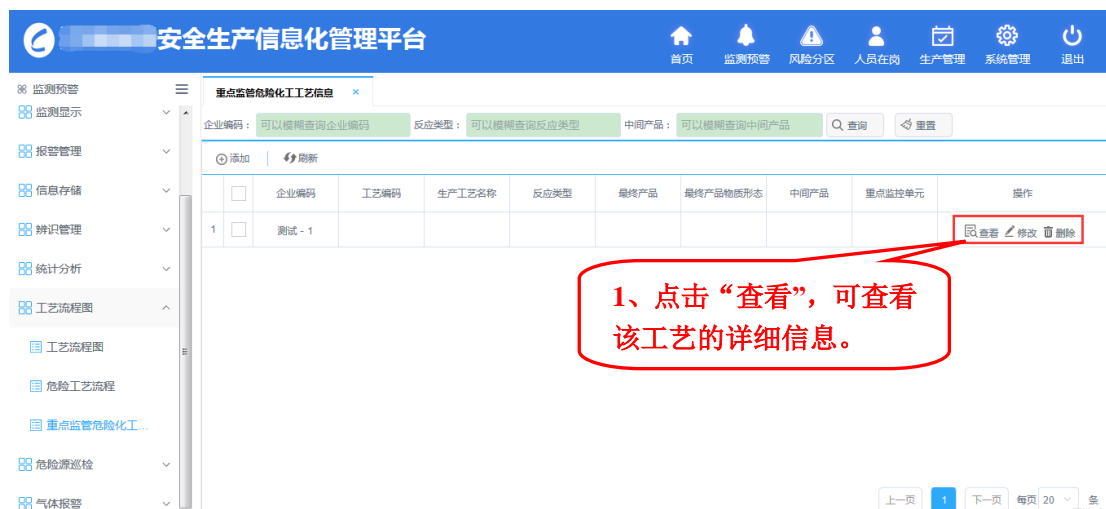 安全生产信息化管理平台
首页 监测预警 风险分区 人员在岗 生产管理 系统管理 退出
监测预警
重点监管危险化工工艺信息 ×
监测显示
企业编码： 可以模糊查询企业编码 反应类型： 可以模糊查询反应类型 中间产品： 可以模糊查询中间产品 查询 重置
报警管理
添加 刷新
信息存储
企业编码 工艺编码 生产工艺名称 反应类型 最终产品 最终产品物质形态 中间产品 重点监控单元 操作
辨识管理
1 测试 - 1 查看 修改 删除
统计分析
1、点击“查看”，可查看
该工艺的详细信息。
工艺流程图
工艺流程图
危险工艺流程
重点监管危险化工...
危险源巡检
气体报警
上一页 1 下一页 每页 20 条